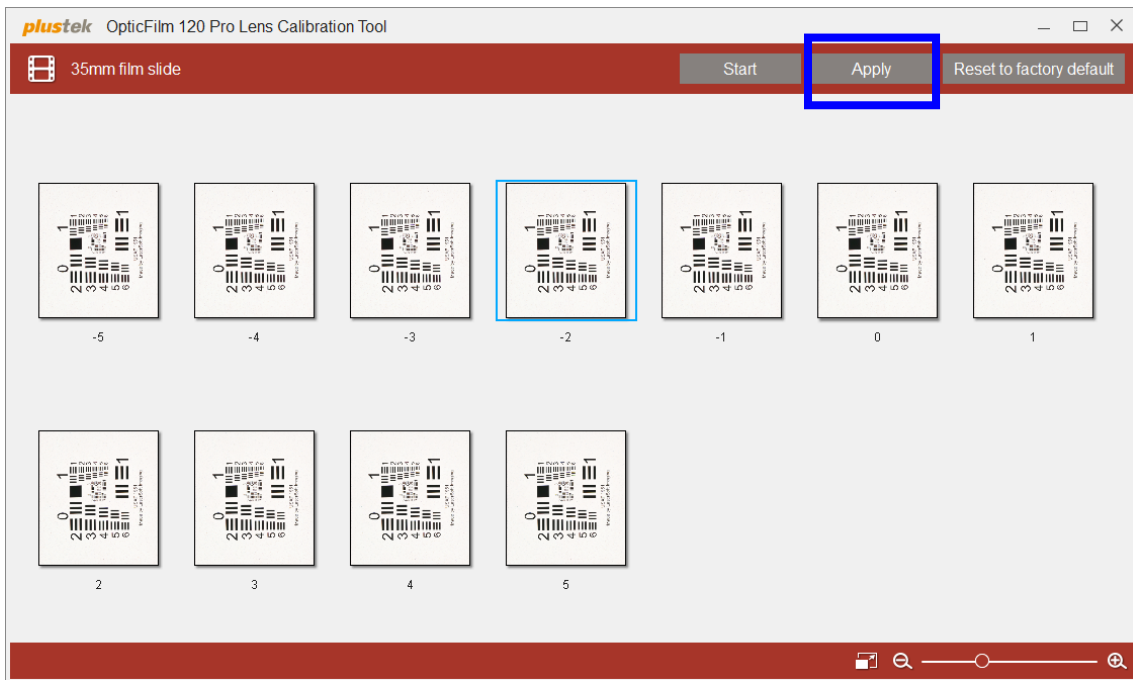 plustek OpticFilm 120 Pro Lens Calibration Tool
35mm film slide
Start
Apply
Reset to factory default
-5
-4
-3
-2
-1
0
1
2
3
4
5